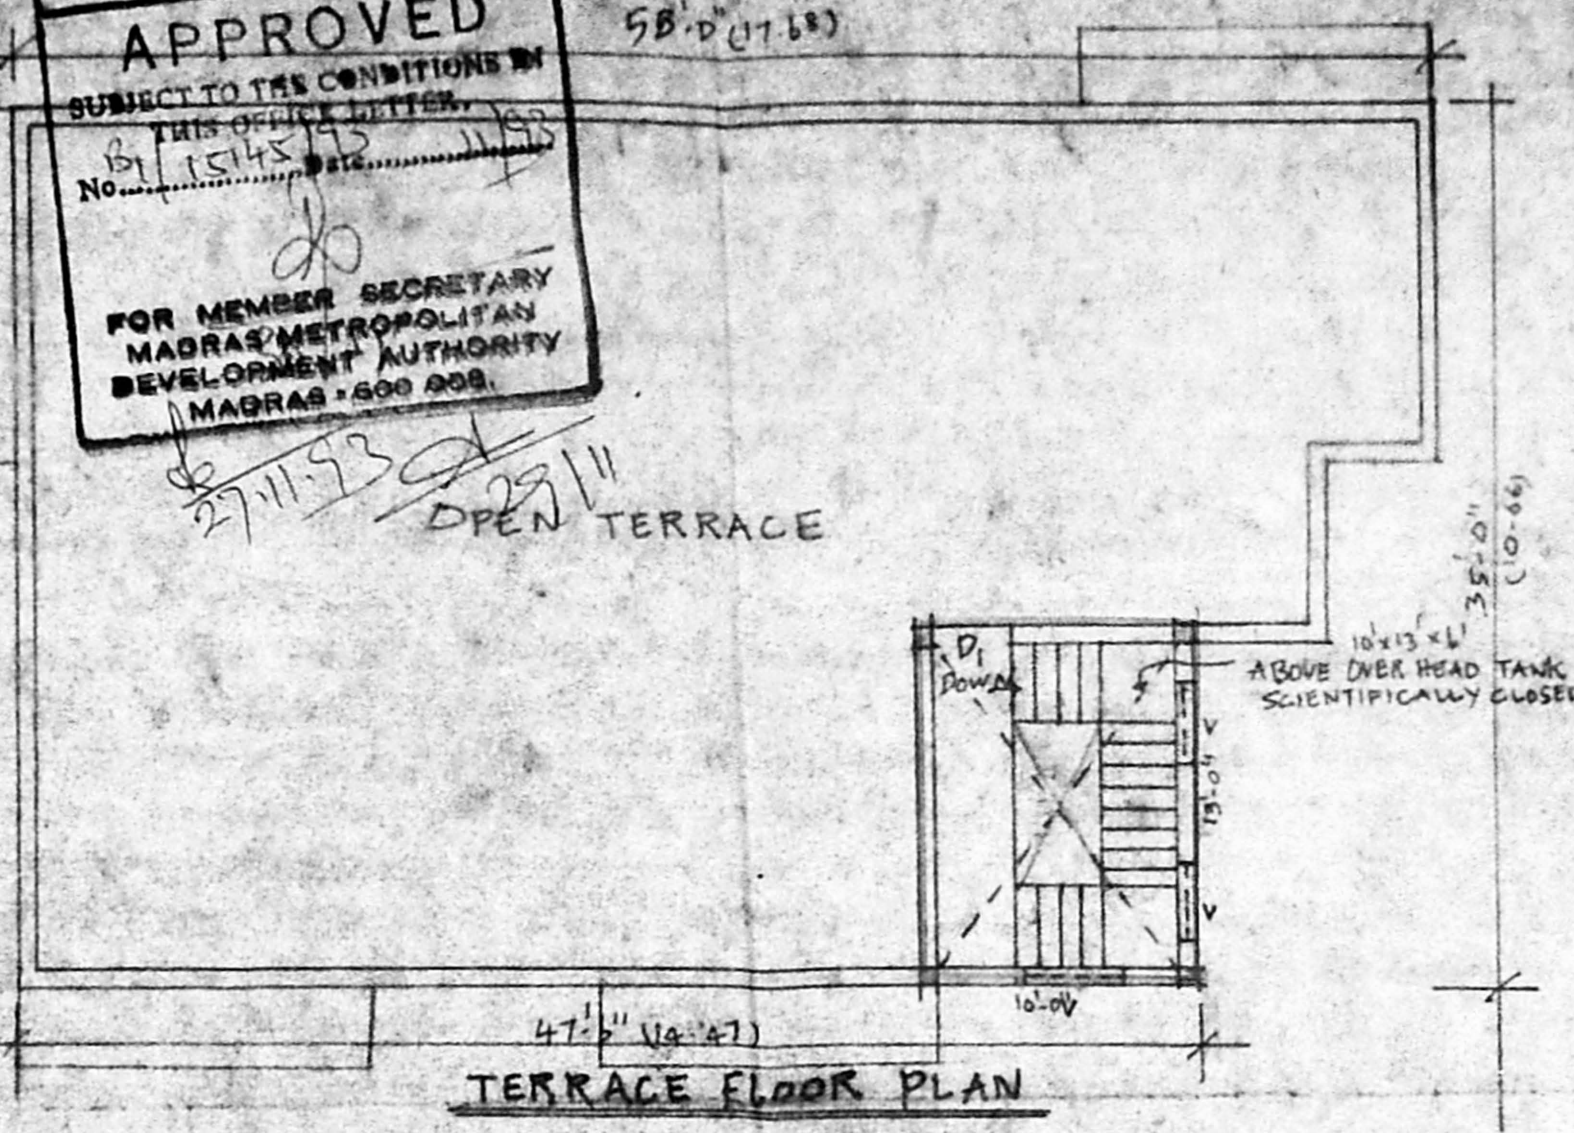 APPROVED
SUBJECT TO THE CONDITIONS IN
THIS OFFICE LETTER.
No. B1/15145/93 Date 11/93
FOR MEMBER SECRETARY
MADRAS METROPOLITAN
DEVELOPMENT AUTHORITY
MADRAS - 600 008.
27.11.93
29/11
58'-0" (17.68)
OPEN TERRACE
35'-0"
(10-66)
D1
DOWN
10'x13'x6'
ABOVE OVER HEAD TANK
SCIENTIFICALLY CLOSED
V
13'-0"
V
10'-0"
V
47'-6" (14.47)
TERRACE FLOOR PLAN